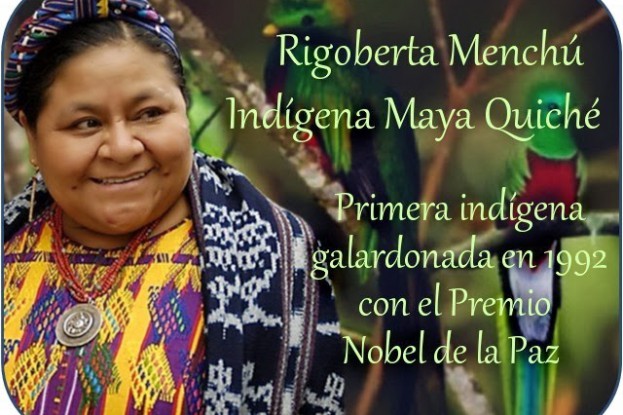 Rigoberta Menchú
Indígena Maya Quiché
Primera indígena
galardonada en 1992
con el Premio
Nobel de la Paz